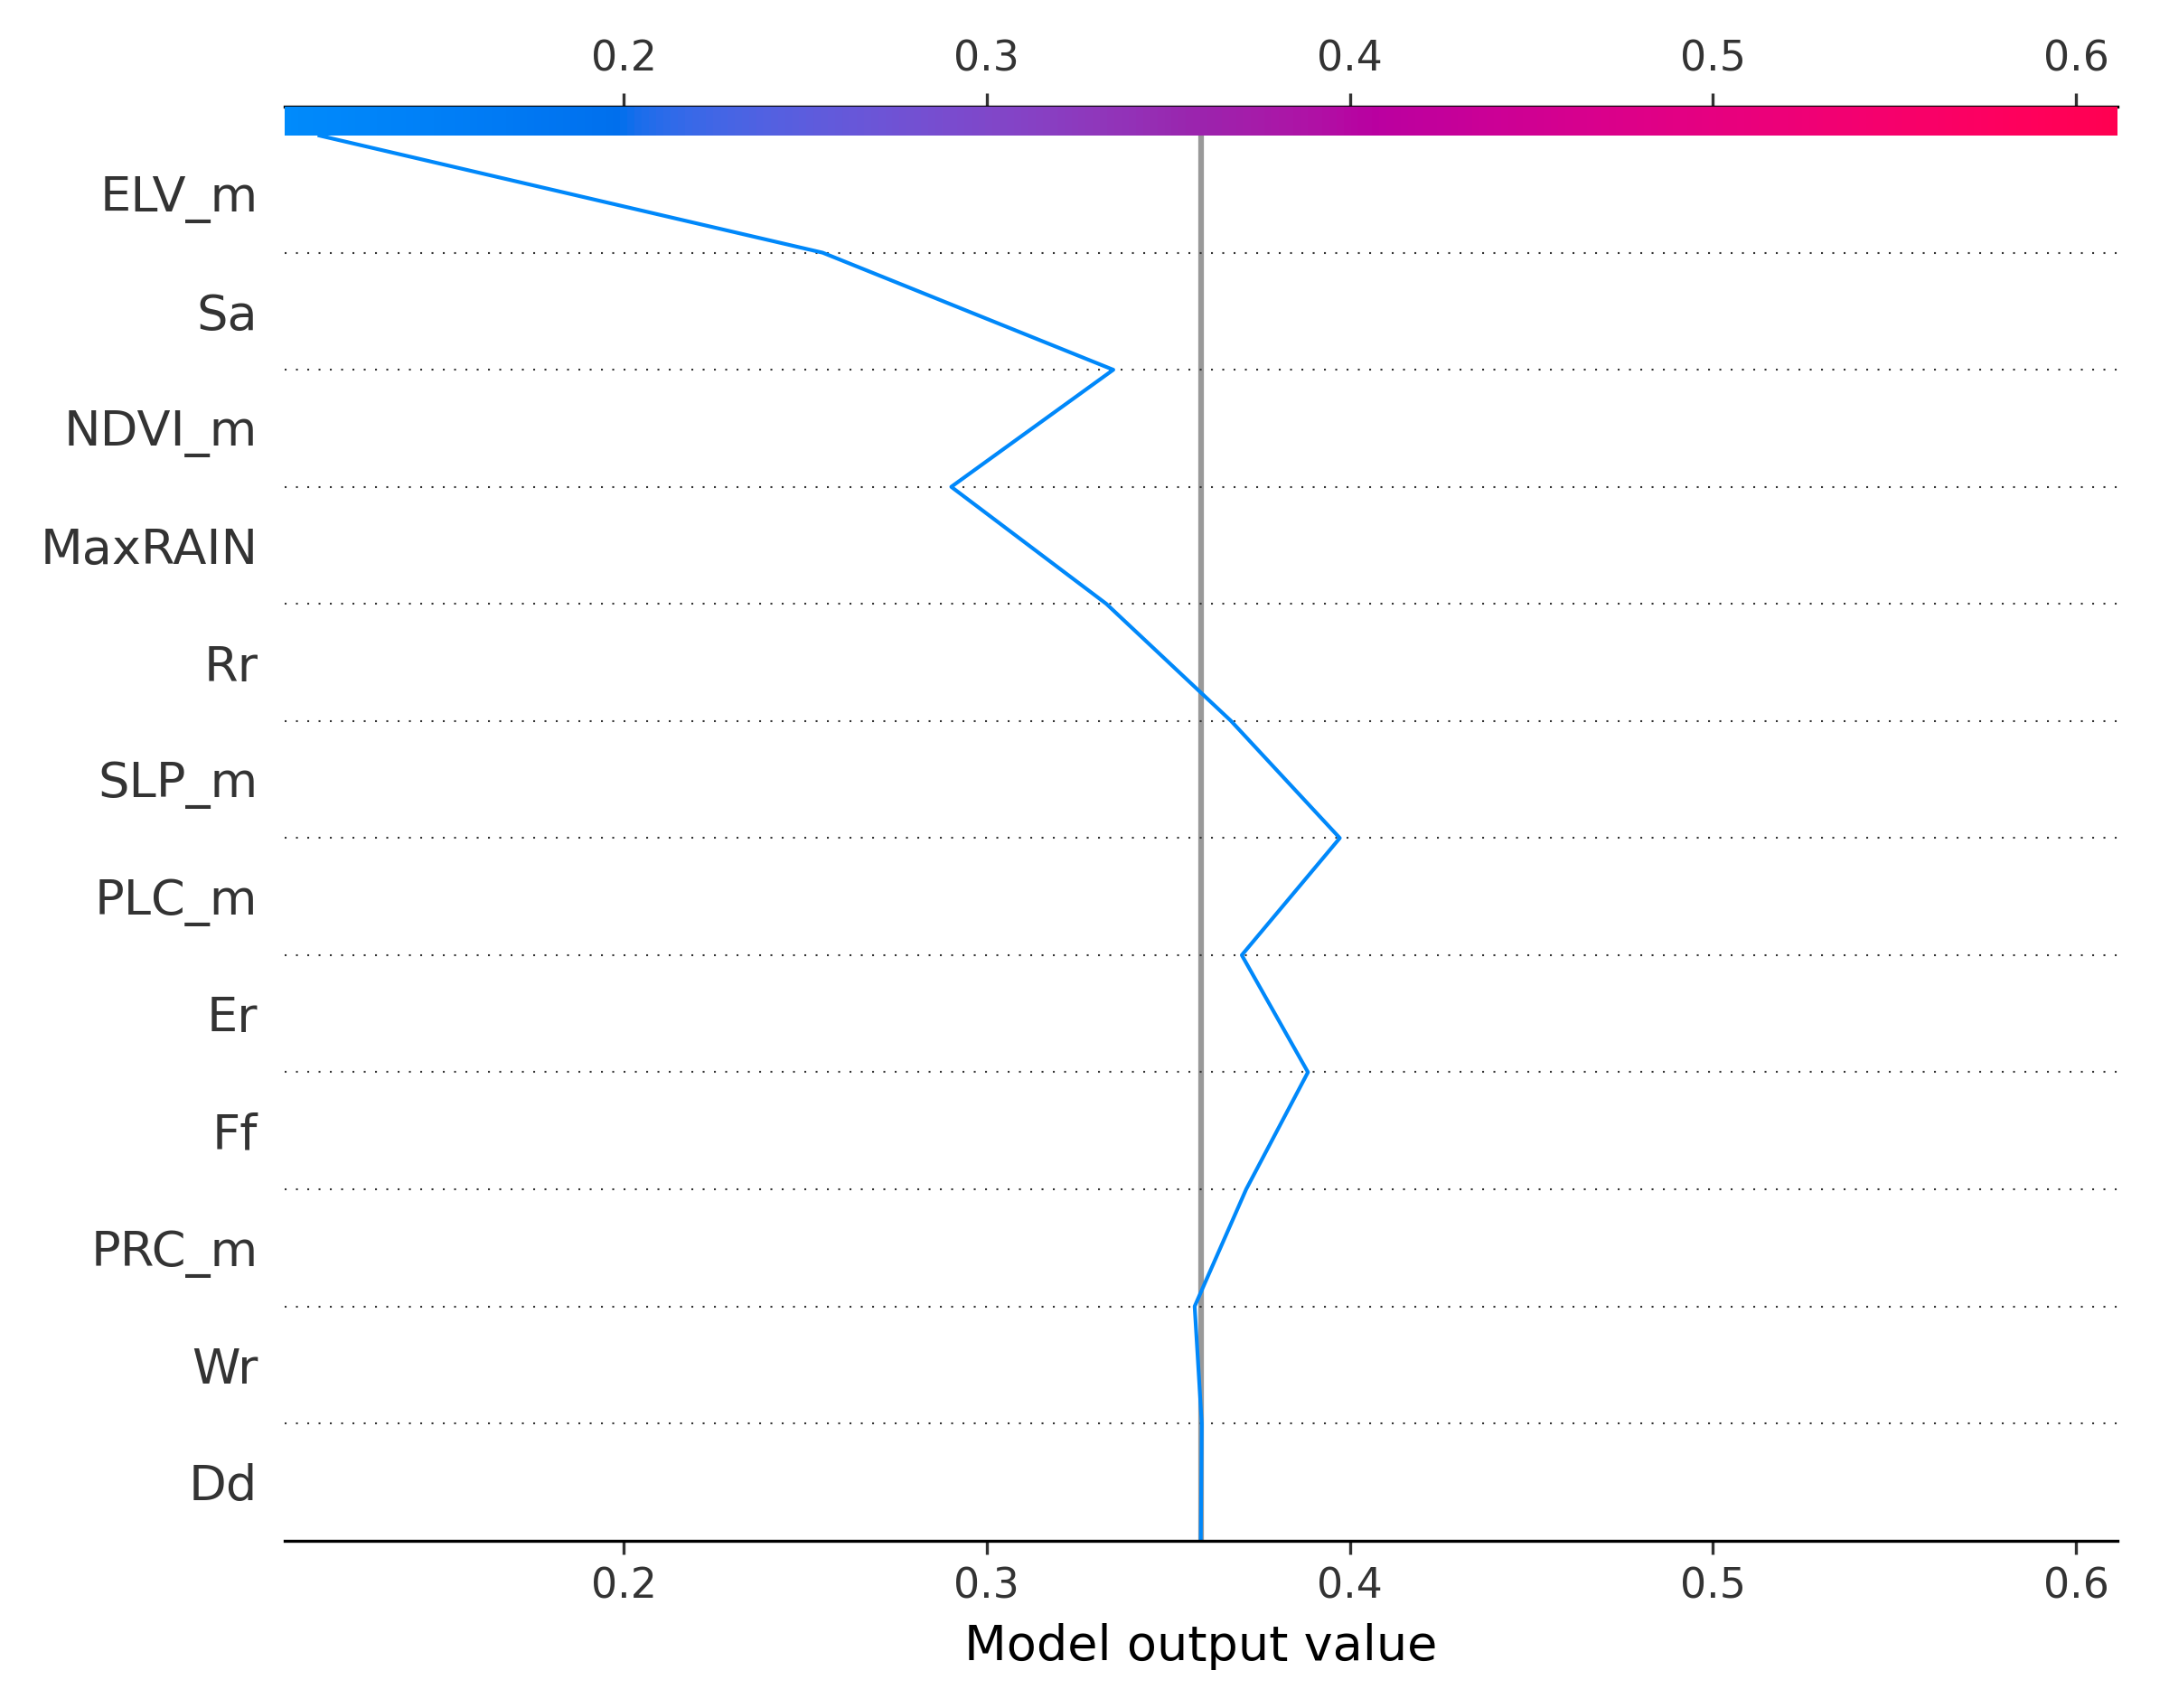 0.2 0.3 0.4 0.5 0.6
ELV_m
Sa
NDVI_m
MaxRAIN
Rr
SLP_m
PLC_m
Er
Ff
PRC_m
Wr
Dd
0.2 0.3 0.4 0.5 0.6
Model output value